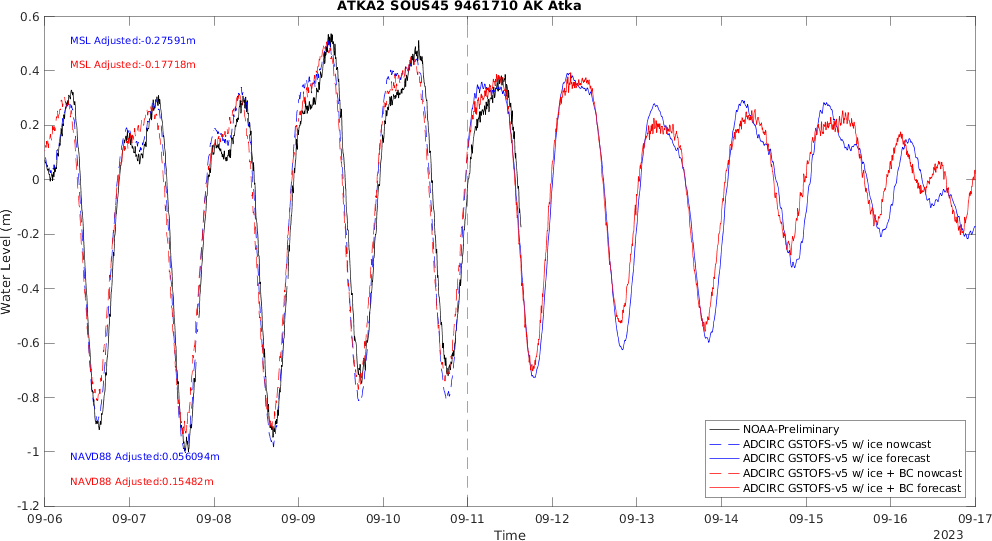 ATKA2 SOUS45 9461710 AK Atka
0.6
0.4
0.2
0
-0.2
-0.4
-0.6
-0.8
-1
-1.2
Water Level (m)
MSL Adjusted:-0.27591m
MSL Adjusted:-0.17718m
NAVD88 Adjusted:0.056094m
NAVD88 Adjusted:0.15482m
NOAA-Preliminary
ADCIRC GSTOFS-v5 w/ ice nowcast
ADCIRC GSTOFS-v5 w/ ice forecast
ADCIRC GSTOFS-v5 w/ ice + BC nowcast
ADCIRC GSTOFS-v5 w/ ice + BC forecast
09-06 09-07 09-08 09-09 09-10 09-11 09-12 09-13 09-14 09-15 09-16 09-17
Time
2023